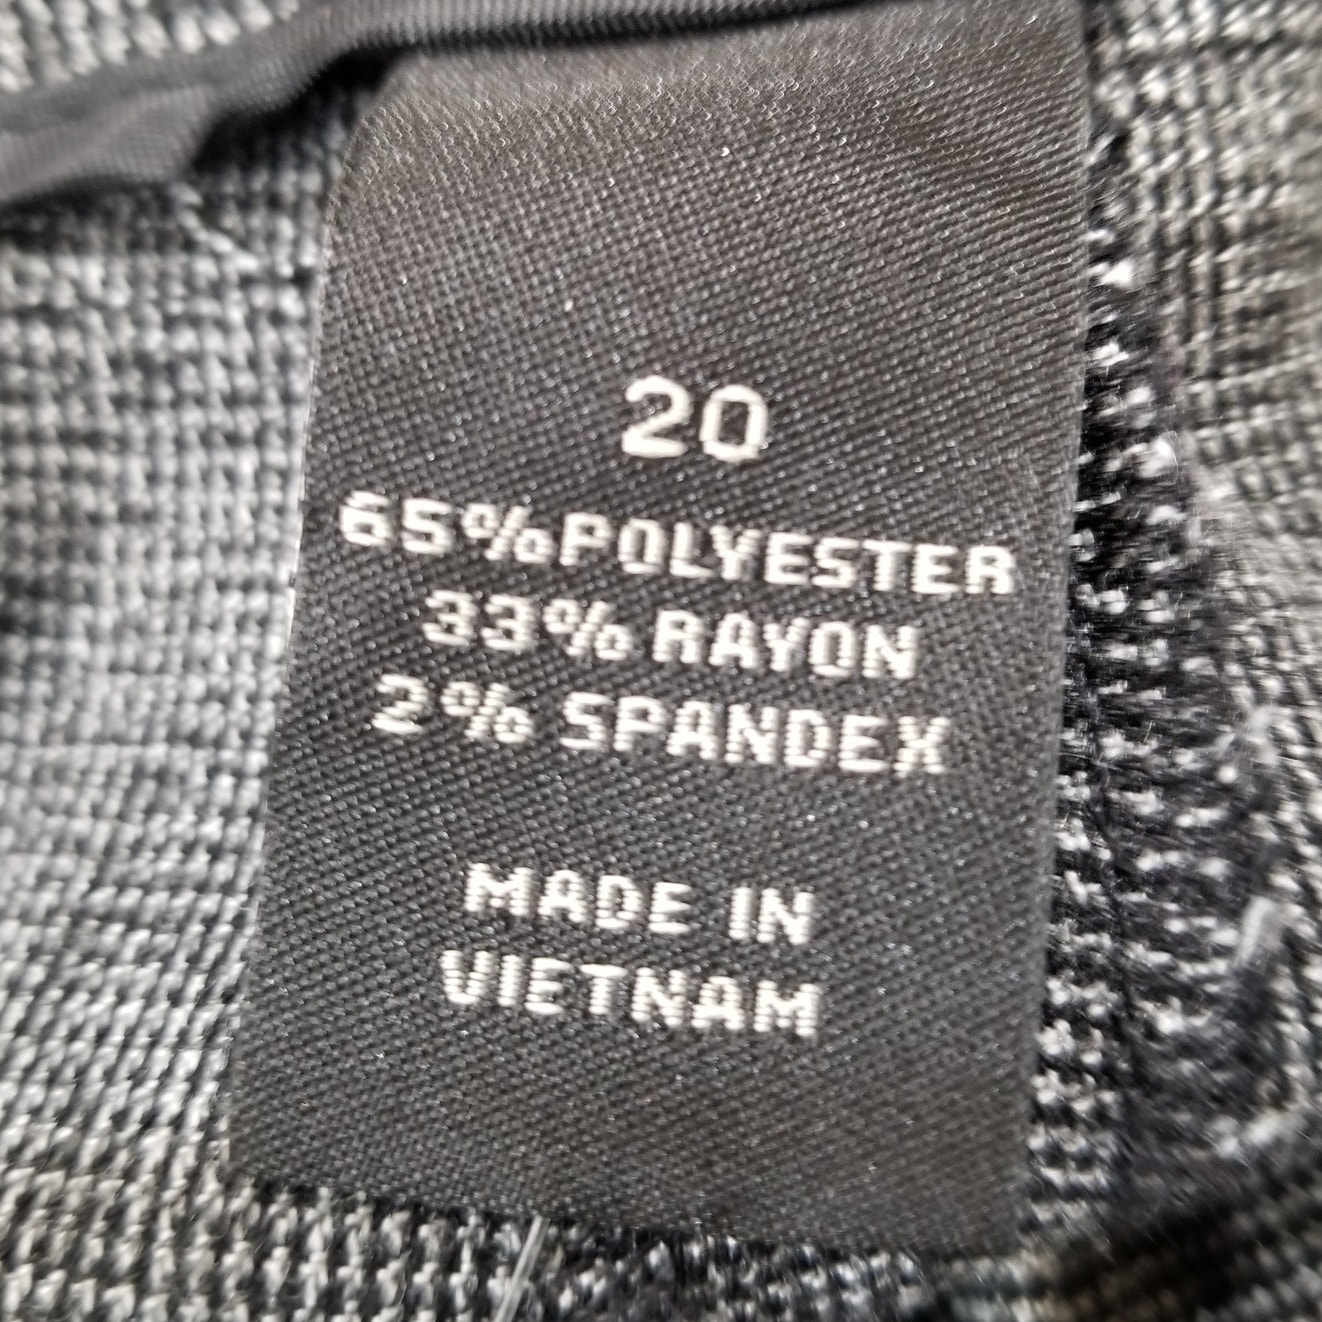 20
65%POLYESTER
33% RAYON
2% SPANDEX
MADE IN
VIETNAM